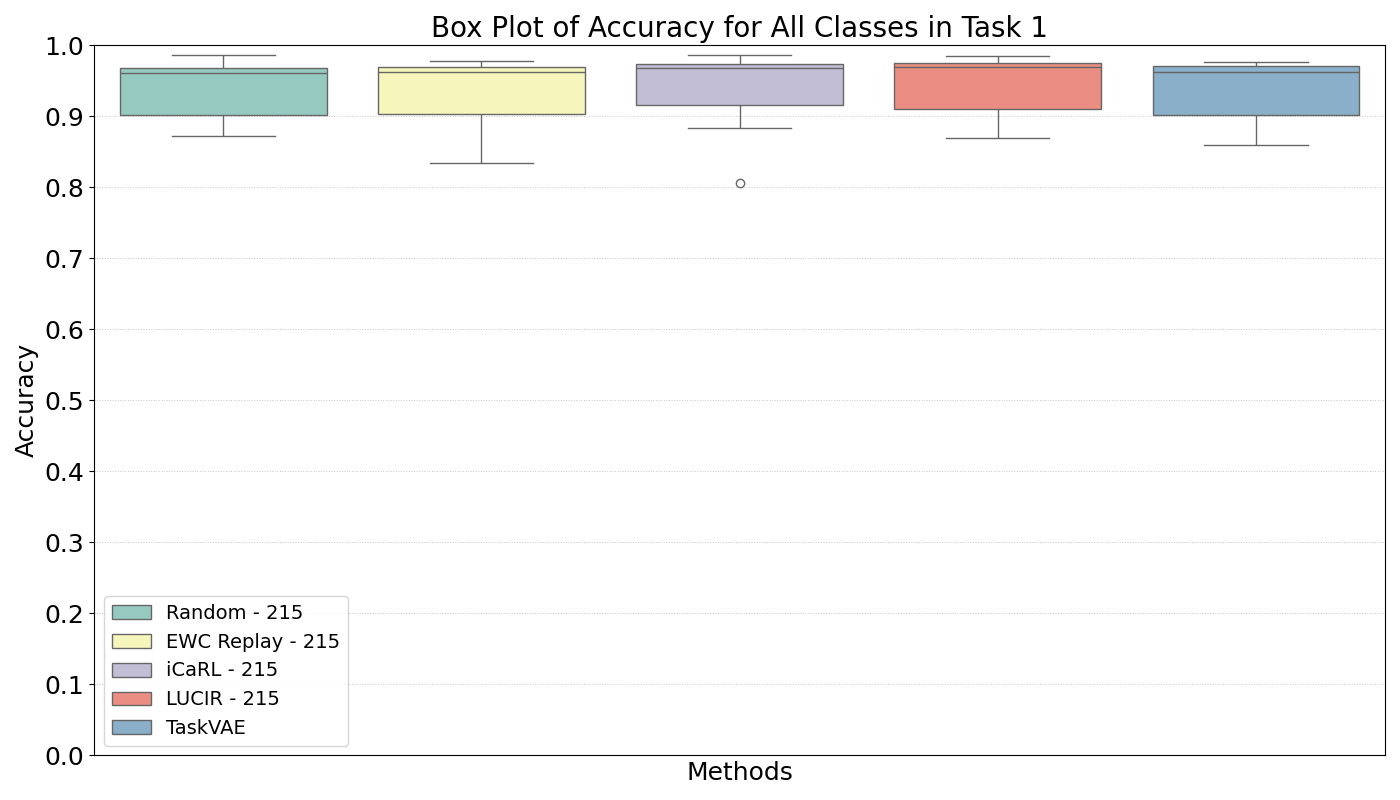 Box Plot of Accuracy for All Classes in Task 1
1.0
0.9
0.8
0.7
0.6
0.5
0.4
0.3
0.2
0.1
0.0
Accuracy
Random - 215
EWC Replay - 215
iCaRL - 215
LUCIR - 215
TaskVAE
Methods